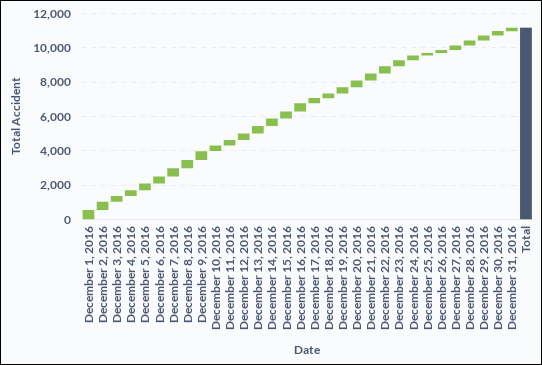 12,000
10,000
8,000
6,000
4,000
2,000
0
Total Accident
December 1, 2016
December 2, 2016
December 3, 2016
December 4, 2016
December 5, 2016
December 6, 2016
December 7, 2016
December 8, 2016
December 9, 2016
December 10, 2016
December 11, 2016
December 12, 2016
December 13, 2016
December 14, 2016
December 15, 2016
December 16, 2016
December 17, 2016
December 18, 2016
December 19, 2016
December 20, 2016
December 21, 2016
December 22, 2016
December 23, 2016
December 24, 2016
December 25, 2016
December 26, 2016
December 27, 2016
December 28, 2016
December 29, 2016
December 30, 2016
December 31, 2016
Total
Date